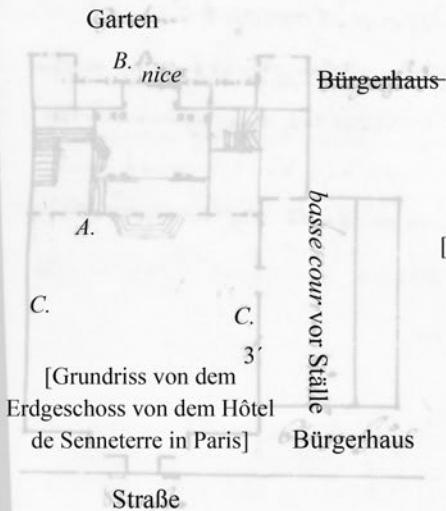 Garten
B. nice
Bürgerhaus
basse cour vor Ställe
A.
[
C.
C.
3´
[Grundriss von dem
Erdgeschoss von dem Hôtel
de Senneterre in Paris]
Bürgerhaus
Straße